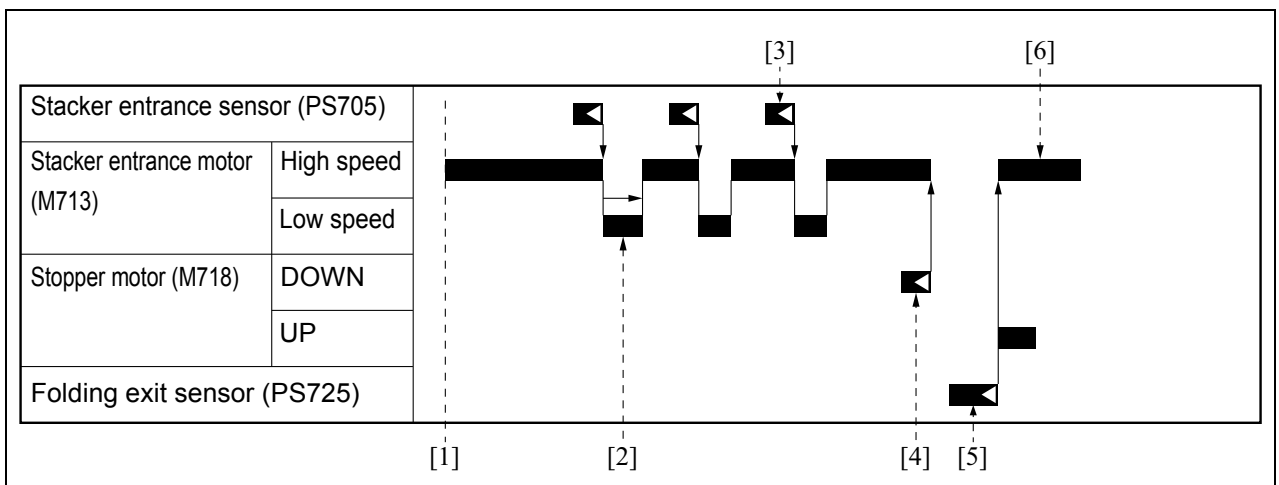 [3] [6]
Stacker entrance sensor (PS705)
Stacker entrance motor (M713)
High speed
Low speed
Stopper motor (M718)
DOWN
UP
Folding exit sensor (PS725)
[1] [2] [4] [5]